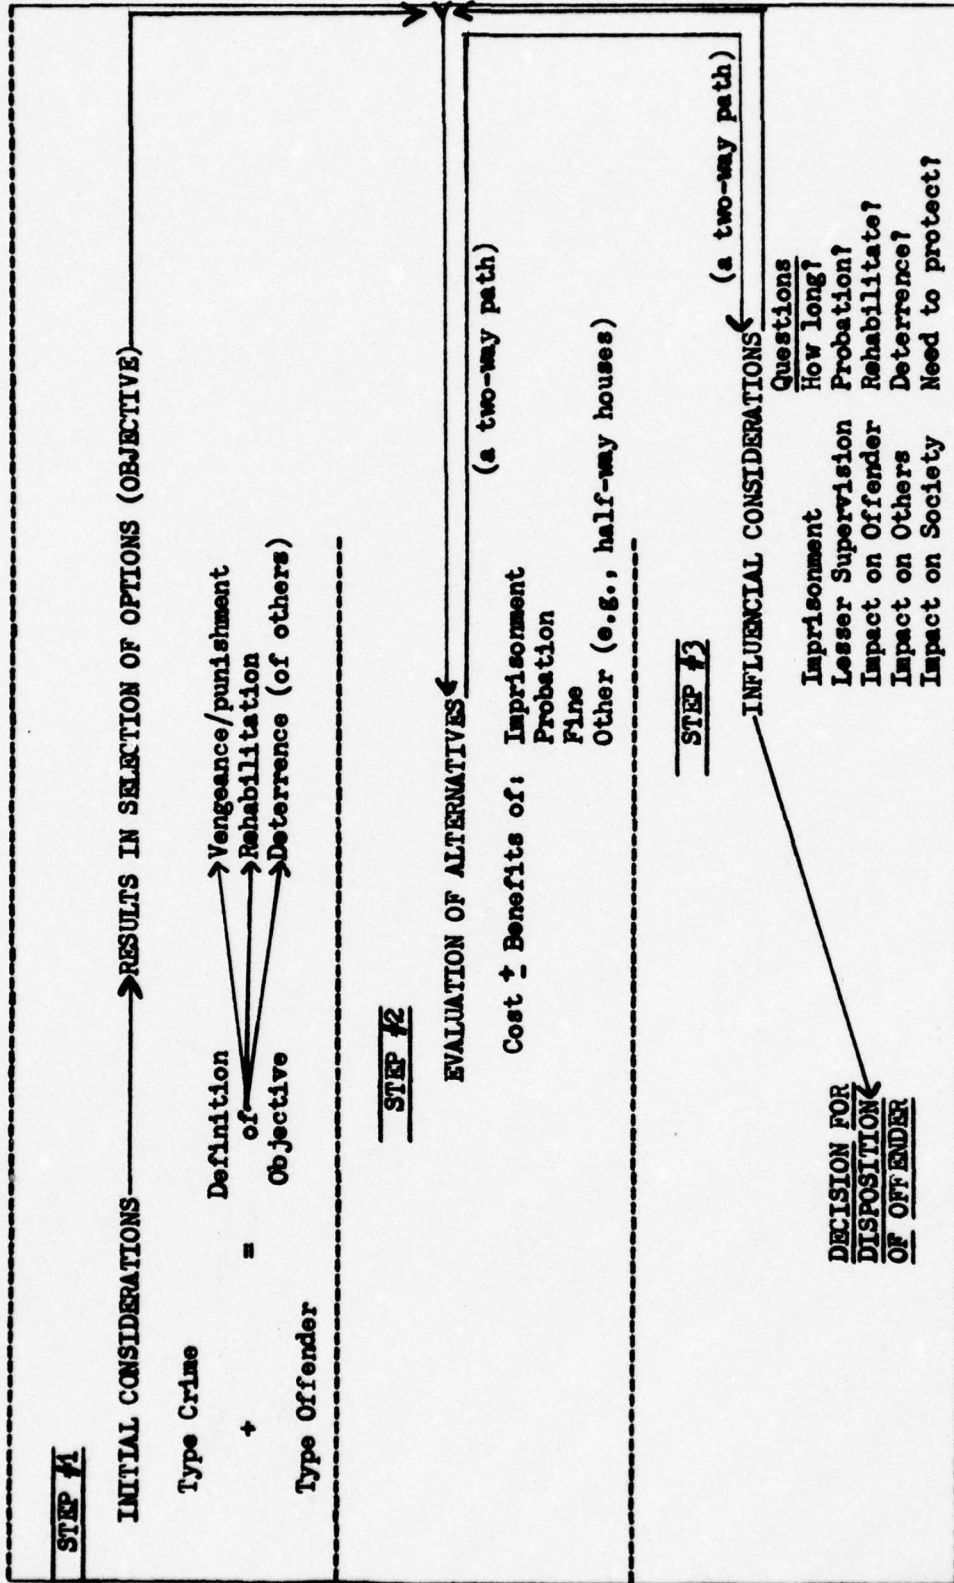 STEP #1
INITIAL CONSIDERATIONS RESULTS IN SELECTION OF OPTIONS (OBJECTIVE)
Type Crime
+
Type Offender
=
Definition
of
Objective
Vengeance/punishment
Rehabilitation
Deterrence (of others)
STEP #2
EVALUATION OF ALTERNATIVES
(a two-way path)
Cost ± Benefits of: Imprisonment
Probation
Fine
Other (e.g., half-way houses)
STEP #3
INFLUENCIAL CONSIDERATIONS
(a two-way path)
Questions
Imprisonment How long?
Lesser Supervision Probation?
Impact on Offender Rehabilitate?
Impact on Others Deterrence?
Impact on Society Need to protect?
DECISION FOR
DISPOSITION
OF OFFENDER